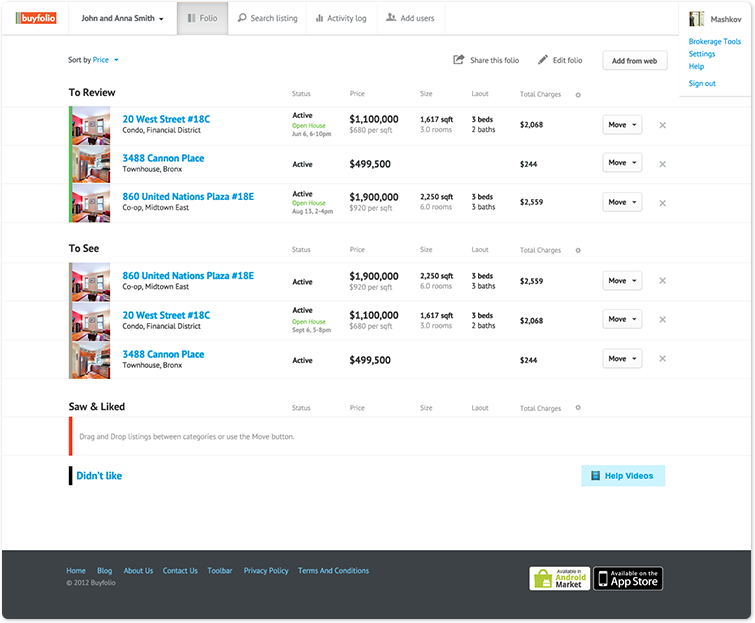 buyfolio John and Anna Smith Folio Search listing Activity log Add users Mashkov
Brokerage Tools
Settings
Help
Sign out
Sort by Price Share this folio Edit folio Add from web
To Review Status Price Size Laout Total Charges
20 West Street #18C
Condo, Financial District
Active
Open House
Jun 6, 6-10pm
$1,100,000
$680 per sqft
1,617 sqft
3.0 rooms
3 beds
2 baths
$2,068
Move
3488 Cannon Place
Townhouse, Bronx
Active
$499,500
$244
Move
860 United Nations Plaza #18E
Co-op, Midtown East
Active
Open House
Aug 13, 2-4pm
$1,900,000
$920 per sqft
2,250 sqft
6.0 rooms
3 beds
3 baths
$2,559
Move
To See Status Price Size Laout Total Charges
860 United Nations Plaza #18E
Co-op, Midtown East
Active
$1,900,000
$920 per sqft
2,250 sqft
6.0 rooms
3 beds
3 baths
$2,559
Move
20 West Street #18C
Condo, Financial District
Active
Open House
Sept 6, 5-8pm
$1,100,000
$680 per sqft
1,617 sqft
3.0 rooms
3 beds
2 baths
$2,068
Move
3488 Cannon Place
Townhouse, Bronx
Active
$499,500
$244
Move
Saw & Liked Status Price Size Laout Total Charges
Drag and Drop listings between categories or use the Move button.
Didn't like
Help Videos
Home Blog About Us Contact Us Toolbar Privacy Policy Terms And Conditions
© 2012 Buyfolio
Available in
Android
Market
Available on the
App Store